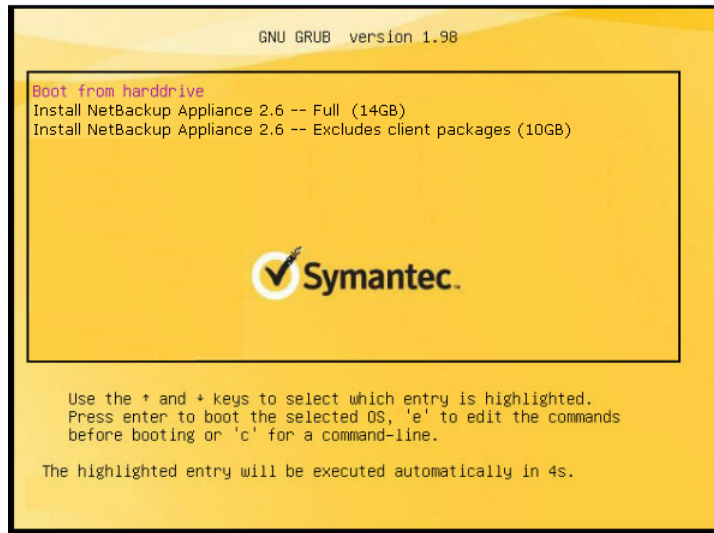 GNU GRUB version 1.98
Boot from harddrive
Install NetBackup Appliance 2.6 -- Full (14GB)
Install NetBackup Appliance 2.6 -- Excludes client packages (10GB)
Symantec.
Use the ↑ and ↓ keys to select which entry is highlighted.
Press enter to boot the selected OS, 'e' to edit the commands
before booting or 'c' for a command-line.
The highlighted entry will be executed automatically in 4s.